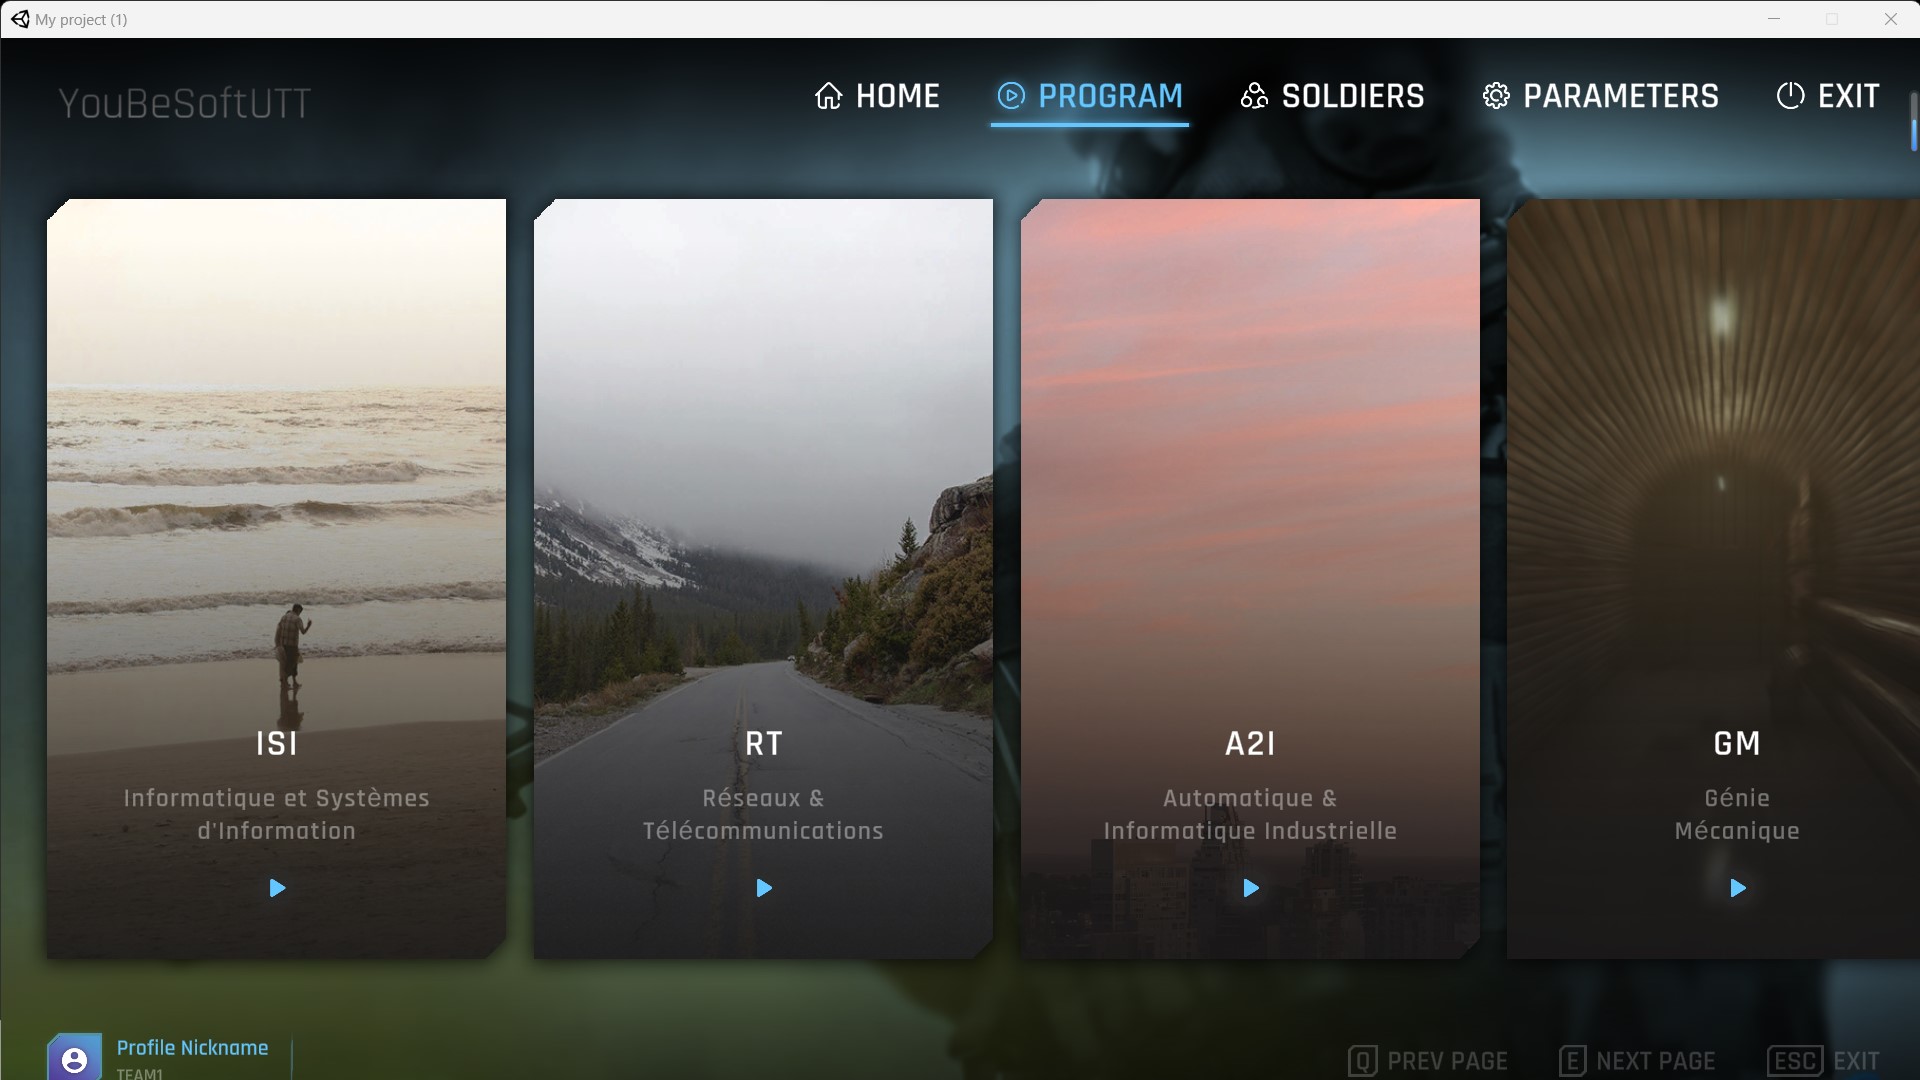 My project (1)
YouBeSoftUTT
HOME
PROGRAM
SOLDIERS
PARAMETERS
EXIT
ISI
Informatique et Systèmes
d'Information
RT
Réseaux &
Télécommunications
A2I
Automatique &
Informatique Industrielle
GM
Génie
Mécanique
Profile Nickname
TEAM1
Q PREV PAGE
E NEXT PAGE
ESC EXIT